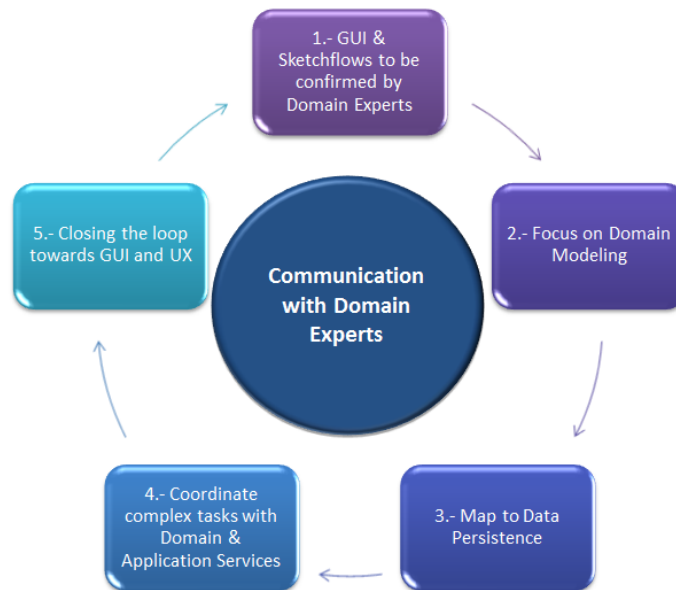 1.- GUI &
Sketchflows to be
confirmed by
Domain Experts
2.- Focus on Domain
Modeling
3.- Map to Data
Persistence
4.- Coordinate
complex tasks with
Domain &
Application Services
5.- Closing the loop
towards GUI and UX
Communication
with Domain
Experts